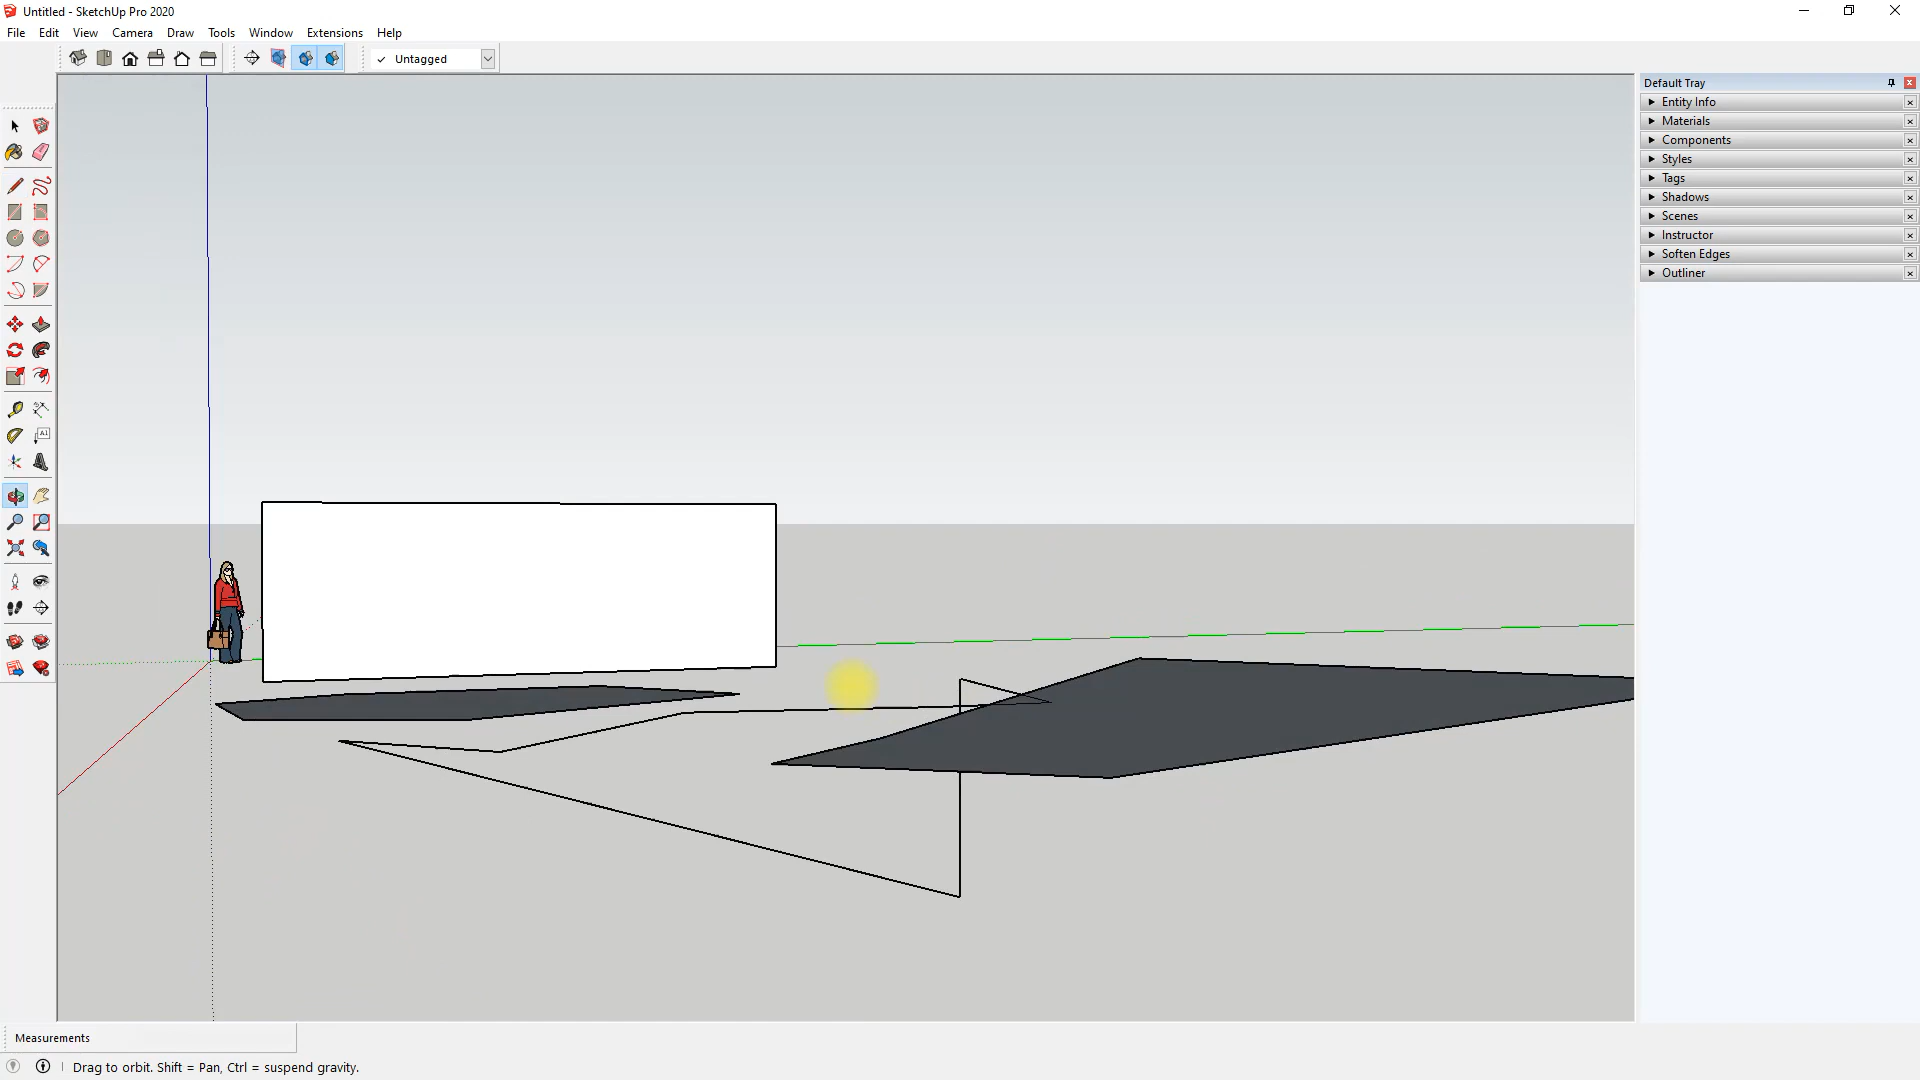 Untitled - SketchUp Pro 2020
File Edit View Camera Draw Tools Window Extensions Help
✓ Untagged
Default Tray
Entity Info
Materials
Components
Styles
Tags
Shadows
Scenes
Instructor
Soften Edges
Outliner
A1
Measurements
Drag to orbit. Shift = Pan, Ctrl = suspend gravity.